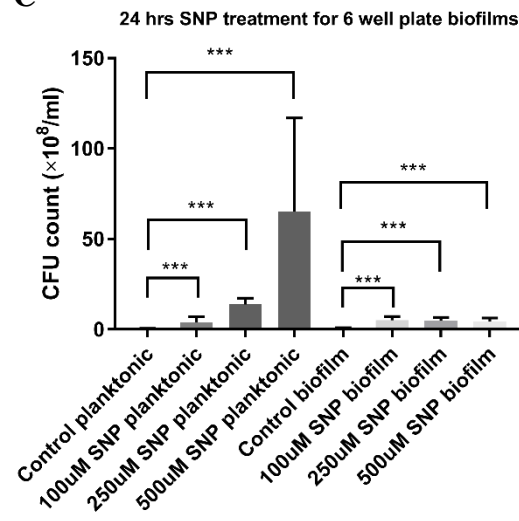 C
24 hrs SNP treatment for 6 well plate biofilms
CFU count (×10⁸/ml)
150
100
50
0
***
***
***
***
***
***
Control planktonic
100uM SNP planktonic
250uM SNP planktonic
500uM SNP planktonic
Control biofilm
100uM SNP biofilm
250uM SNP biofilm
500uM SNP biofilm